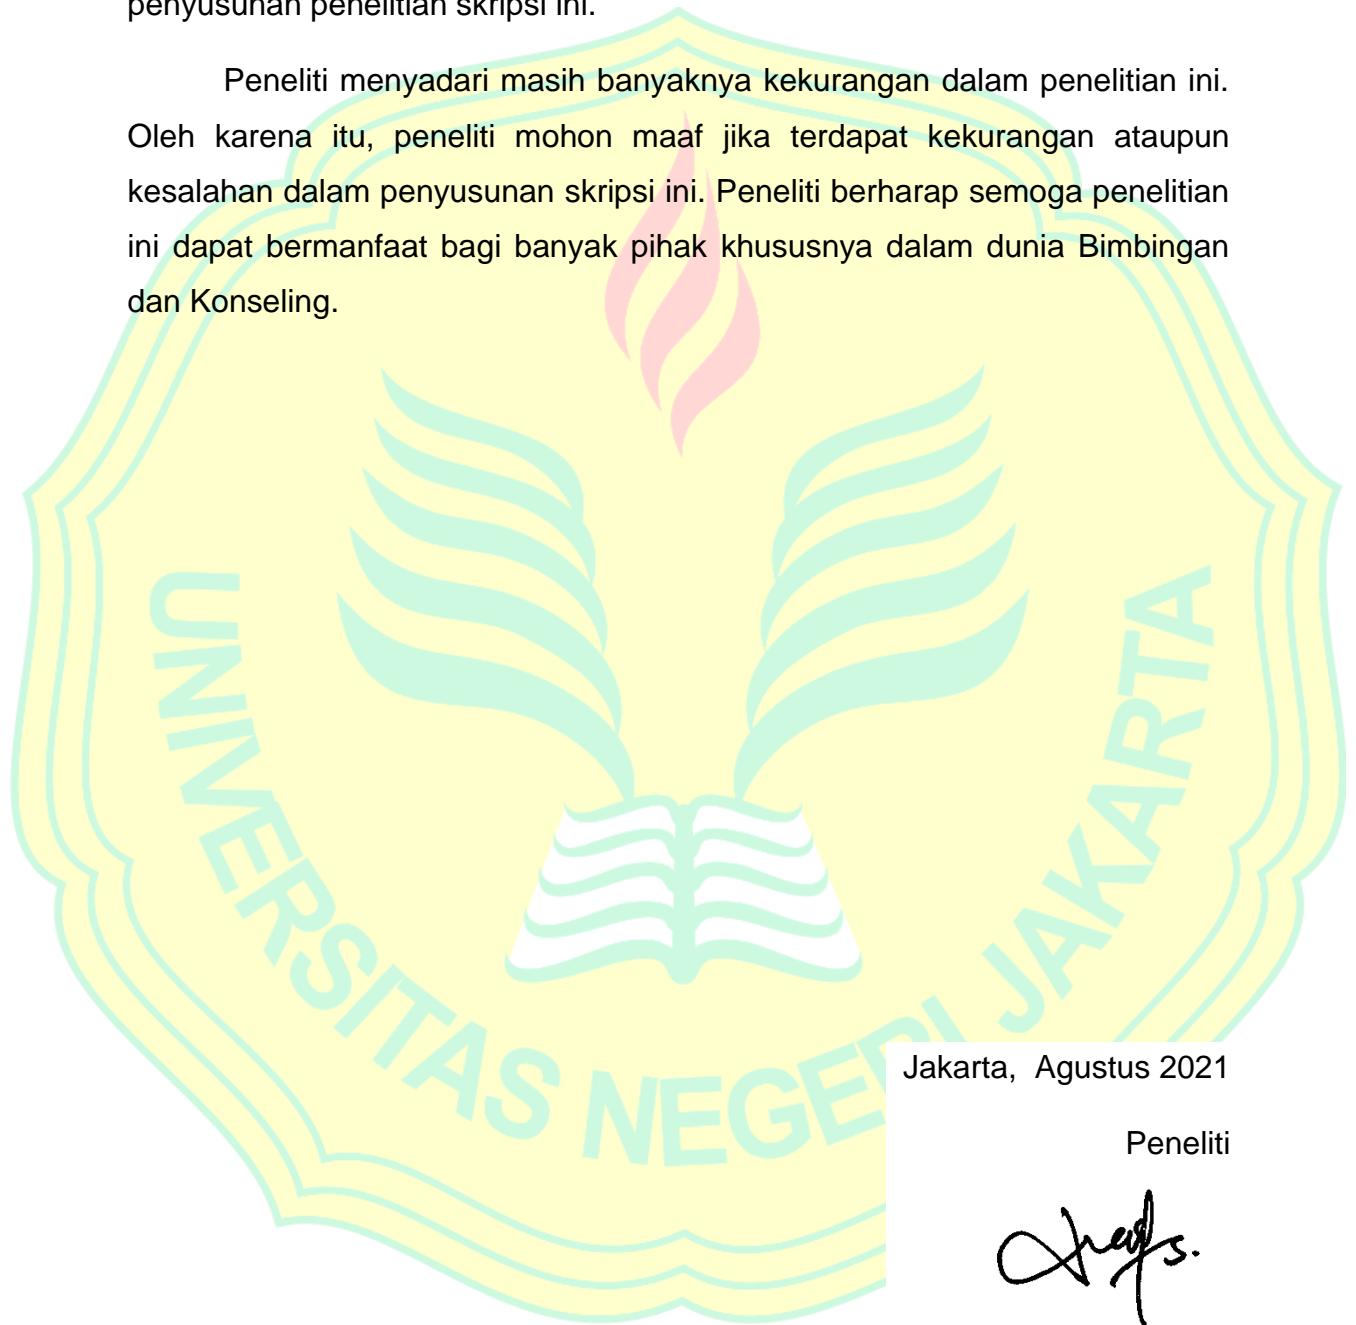 penyusunan penelitian skripsi ini.
Peneliti menyadari masih banyaknya kekurangan dalam penelitian ini.
Oleh karena itu, peneliti mohon maaf jika terdapat kekurangan ataupun
kesalahan dalam penyusunan skripsi ini. Peneliti berharap semoga penelitian
ini dapat bermanfaat bagi banyak pihak khususnya dalam dunia Bimbingan
dan Konseling.
UNIVERSITAS NEGERI JAKARTA
Jakarta, Agustus 2021
Peneliti